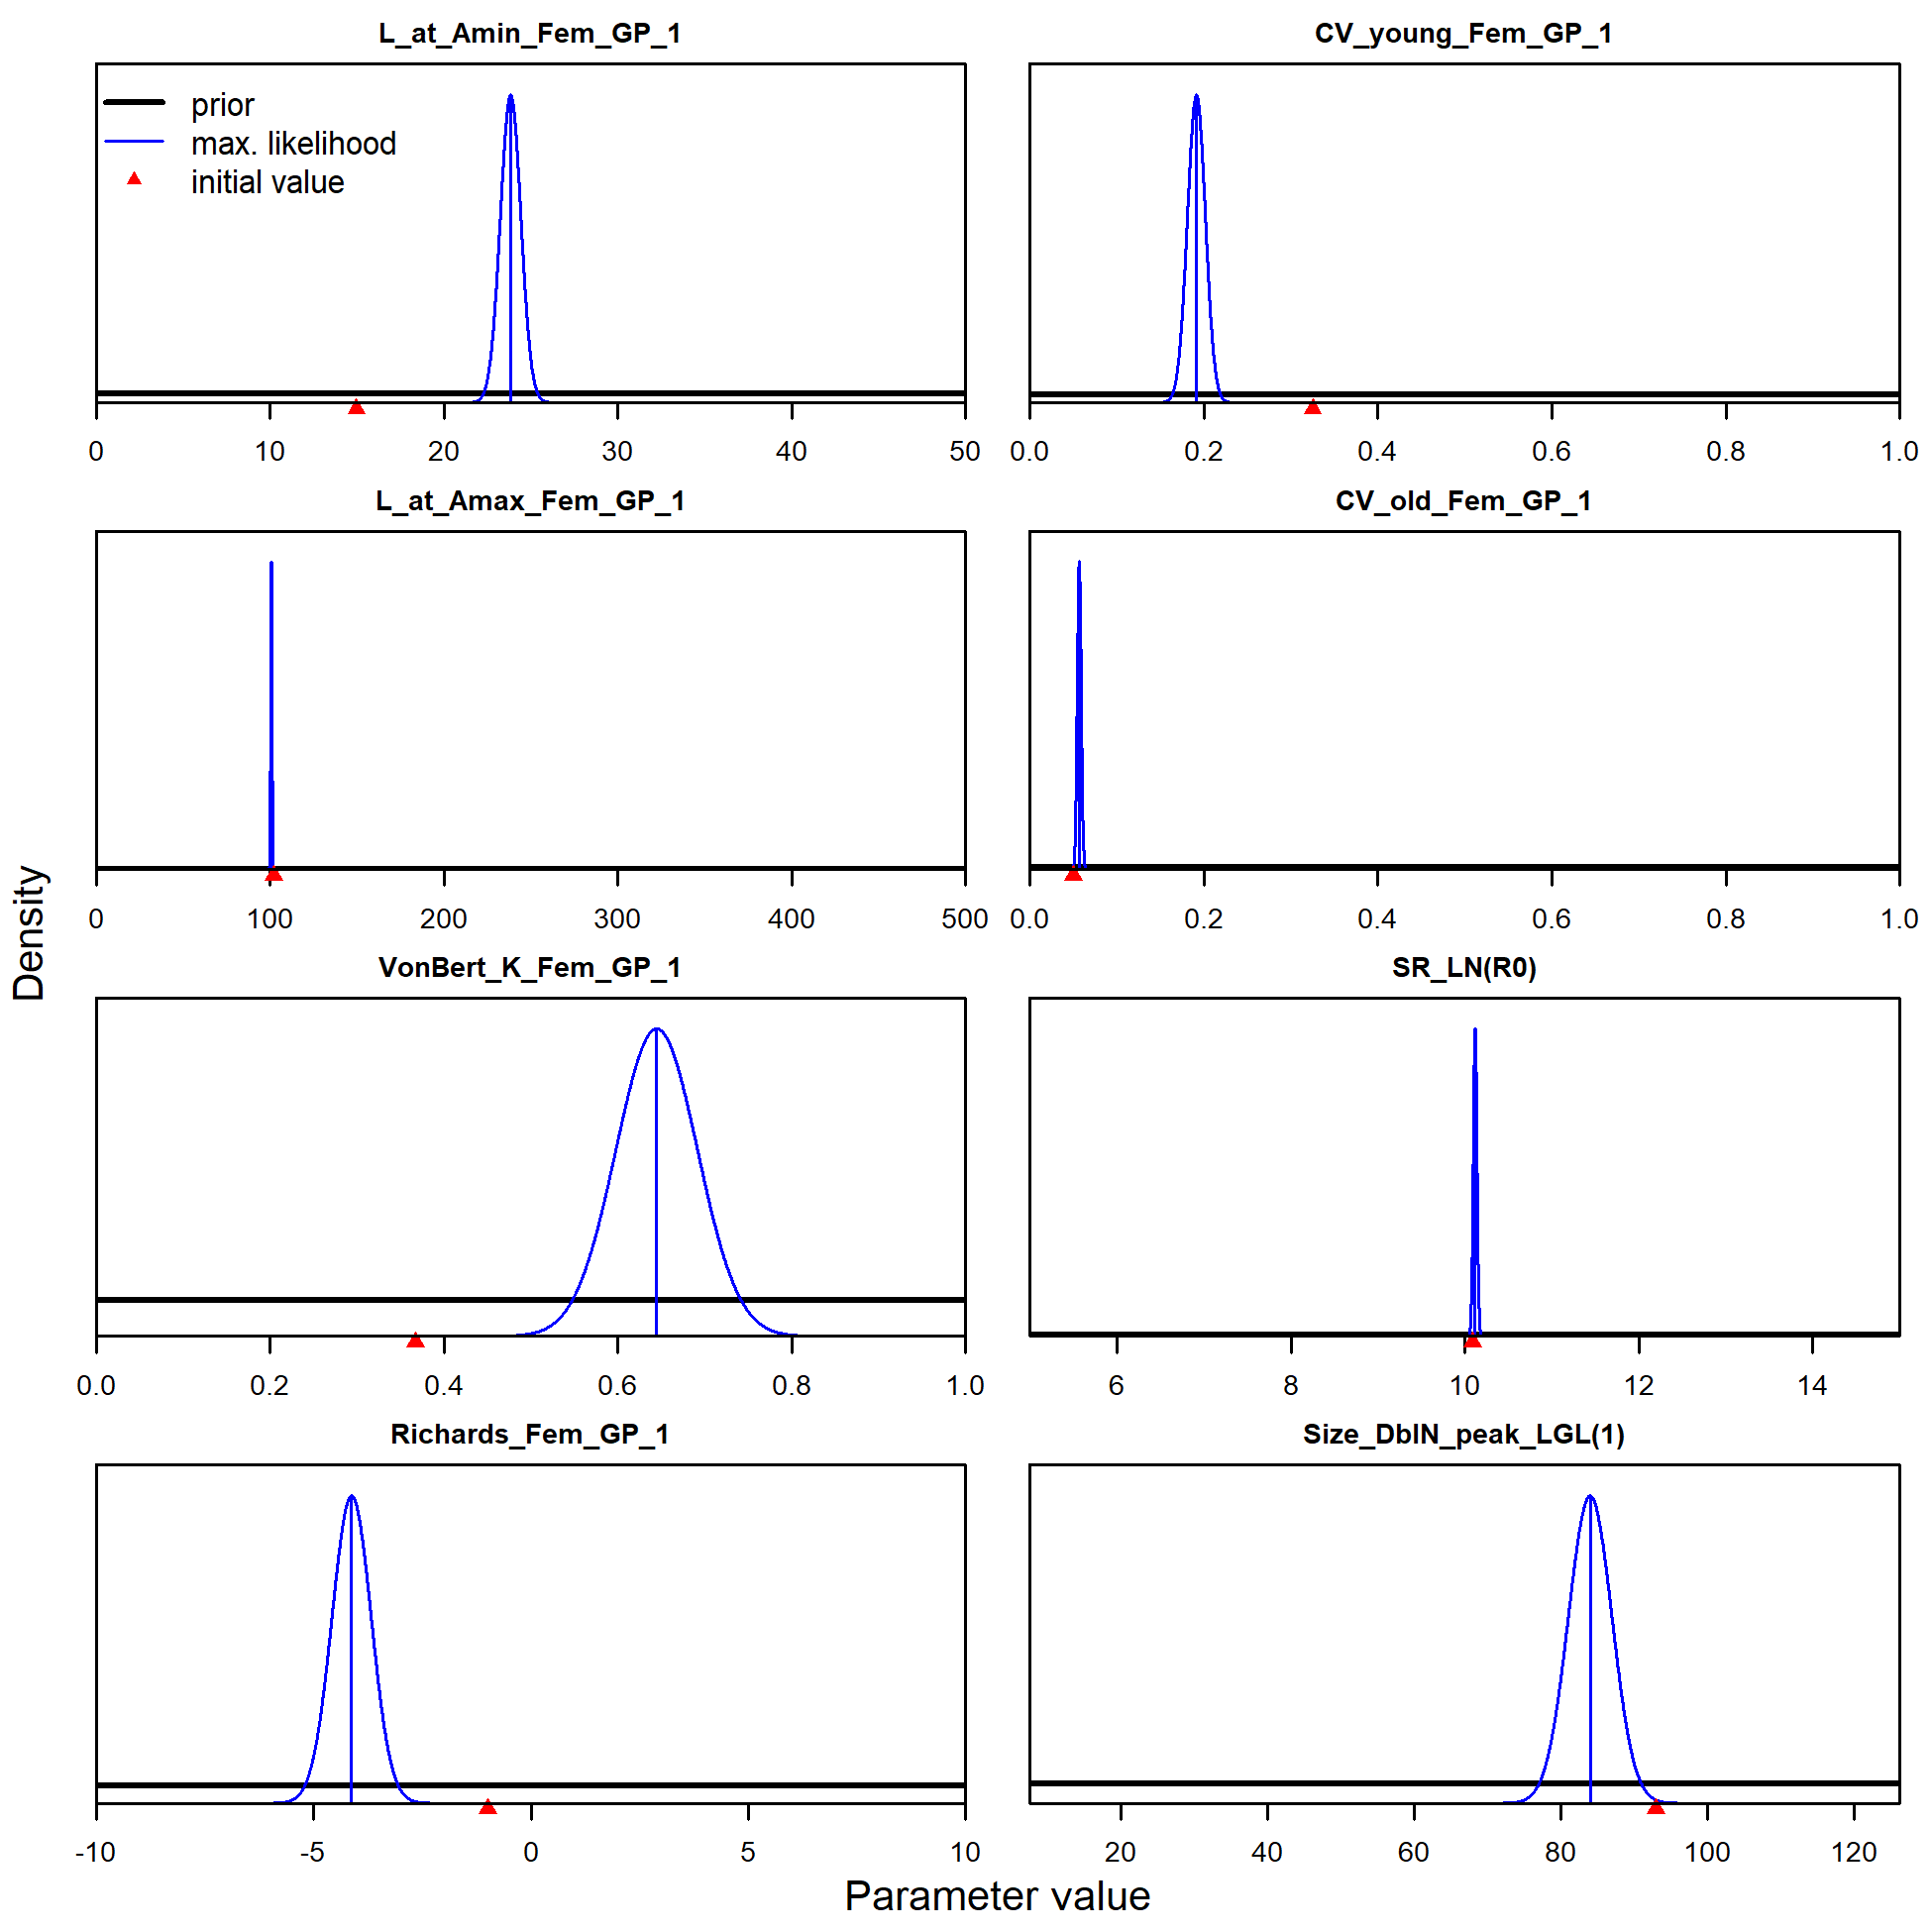 L_at_Amin_Fem_GP_1
prior
max. likelihood
initial value
0 10 20 30 40 50
CV_young_Fem_GP_1
0.0 0.2 0.4 0.6 0.8 1.0
L_at_Amax_Fem_GP_1
0 100 200 300 400 500
CV_old_Fem_GP_1
0.0 0.2 0.4 0.6 0.8 1.0
Density
VonBert_K_Fem_GP_1
0.0 0.2 0.4 0.6 0.8 1.0
SR_LN(R0)
6 8 10 12 14
Richards_Fem_GP_1
-10 -5 0 5 10
Size_DblN_peak_LGL(1)
20 40 60 80 100 120
Parameter value